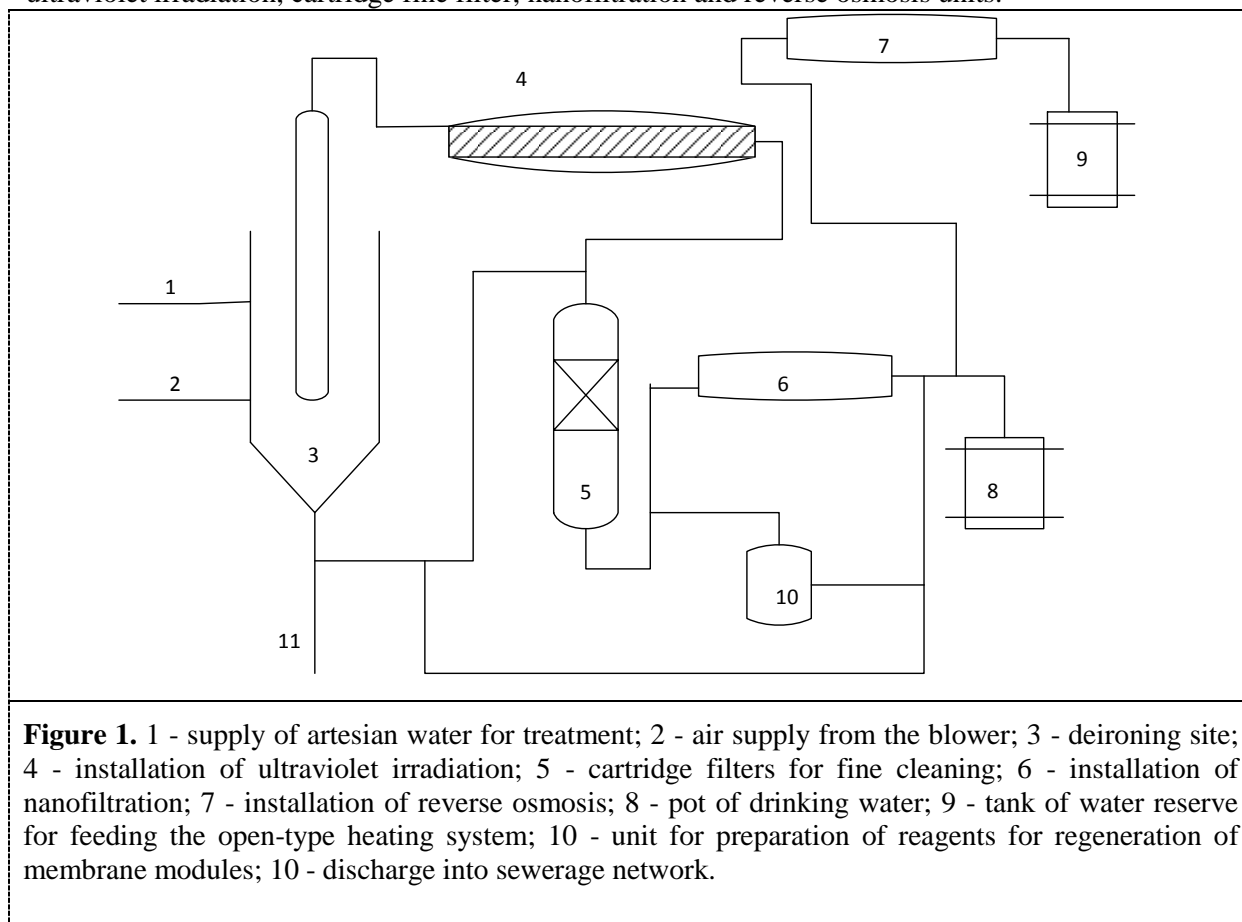 ultraviolet irradiation, cartridge fine filter, nanofiltration and reverse osmosis units.
7
4
9
1
6
2
3
8
5
10
11
Figure 1. 1 - supply of artesian water for treatment; 2 - air supply from the blower; 3 - deironing site;
4 - installation of ultraviolet irradiation; 5 - cartridge filters for fine cleaning; 6 - installation of
nanofiltration; 7 - installation of reverse osmosis; 8 - pot of drinking water; 9 - tank of water reserve
for feeding the open-type heating system; 10 - unit for preparation of reagents for regeneration of
membrane modules; 10 - discharge into sewerage network.